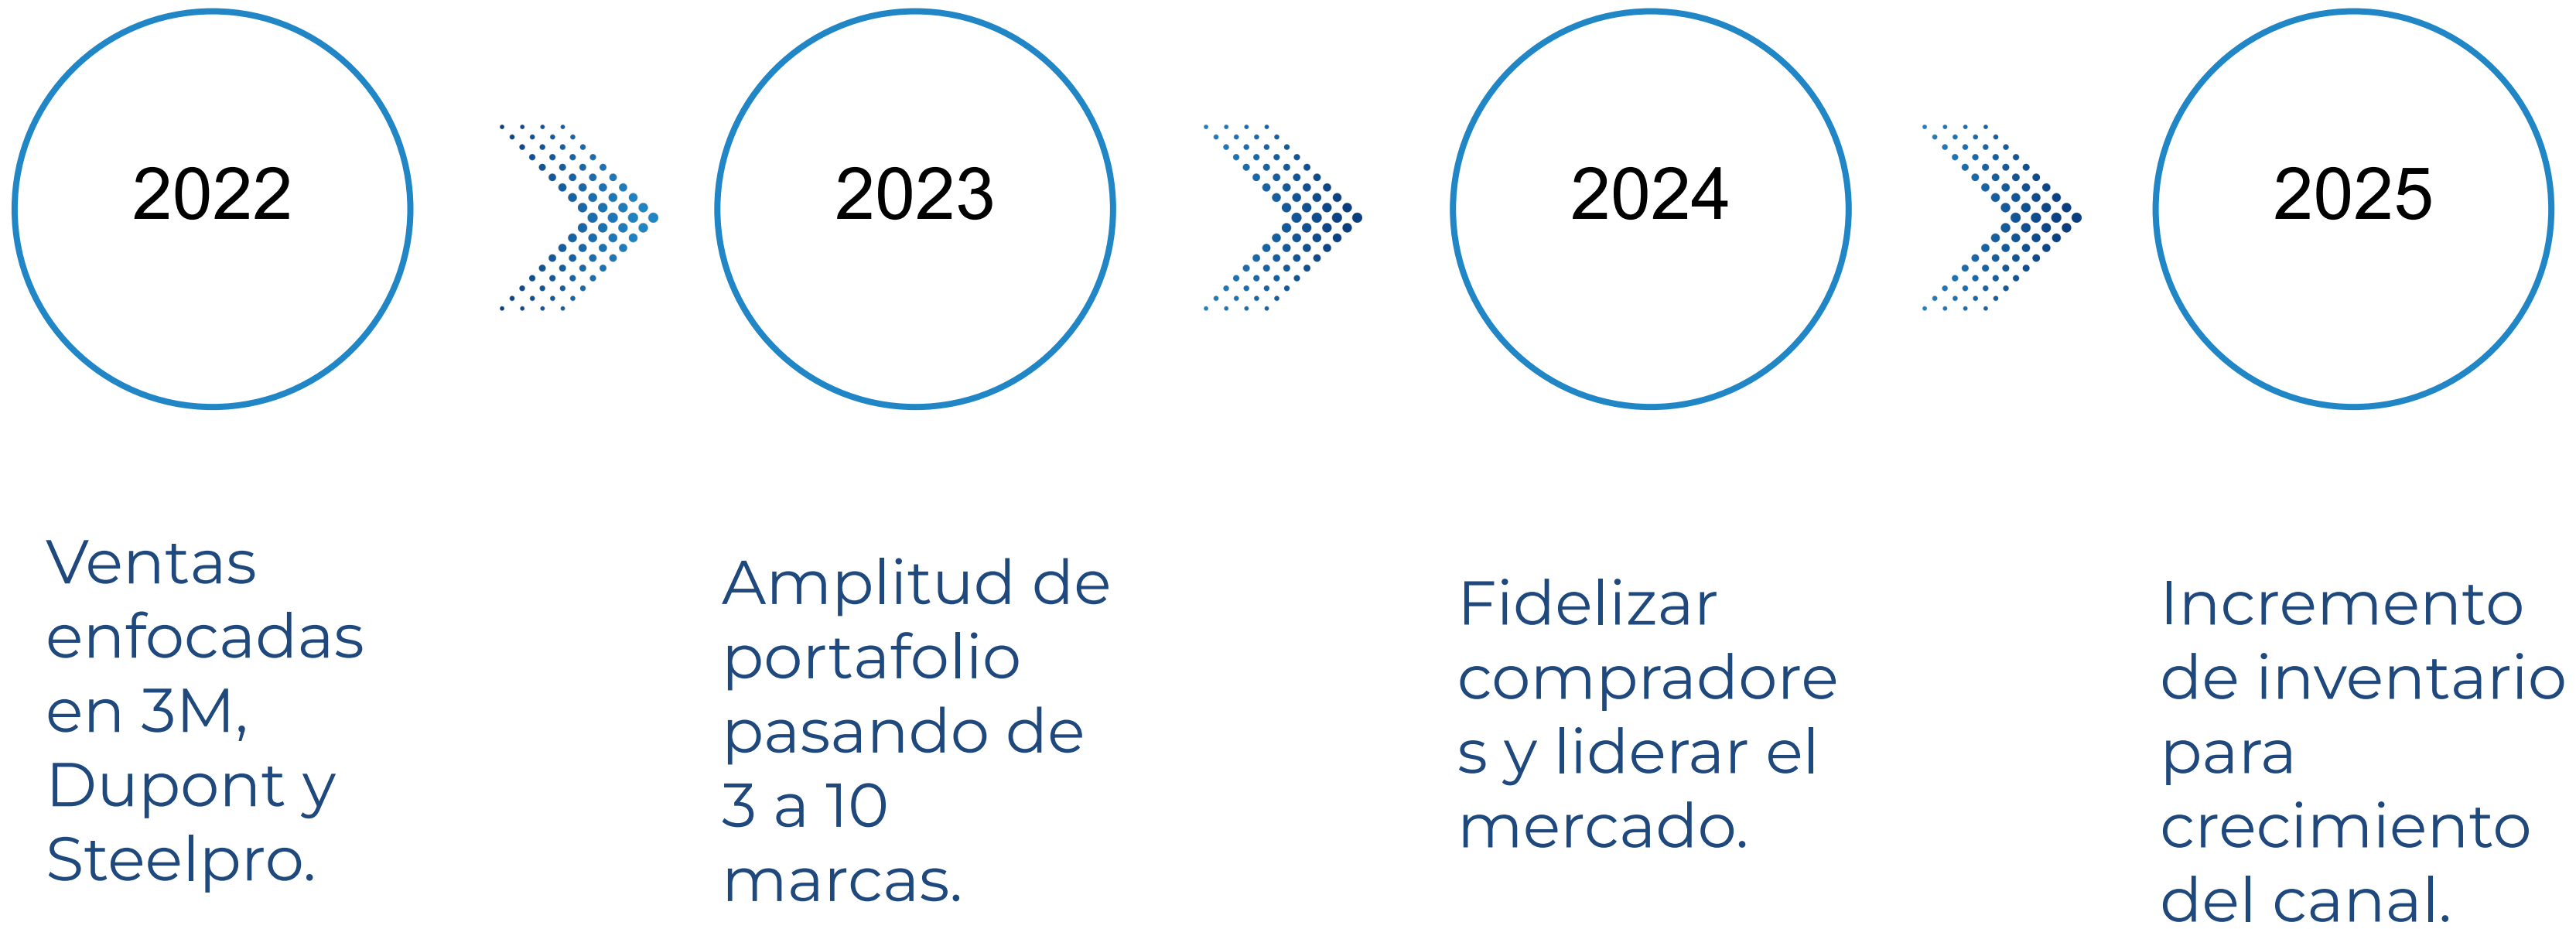 2022
2023
2024
2025
Ventas
enfocadas
en 3M,
Dupont y
Steelpro.
Amplitud de
portafolio
pasando de
3 a 10
marcas.
Fidelizar
compradore
s y liderar el
mercado.
Incremento
de inventario
para
crecimiento
del canal.